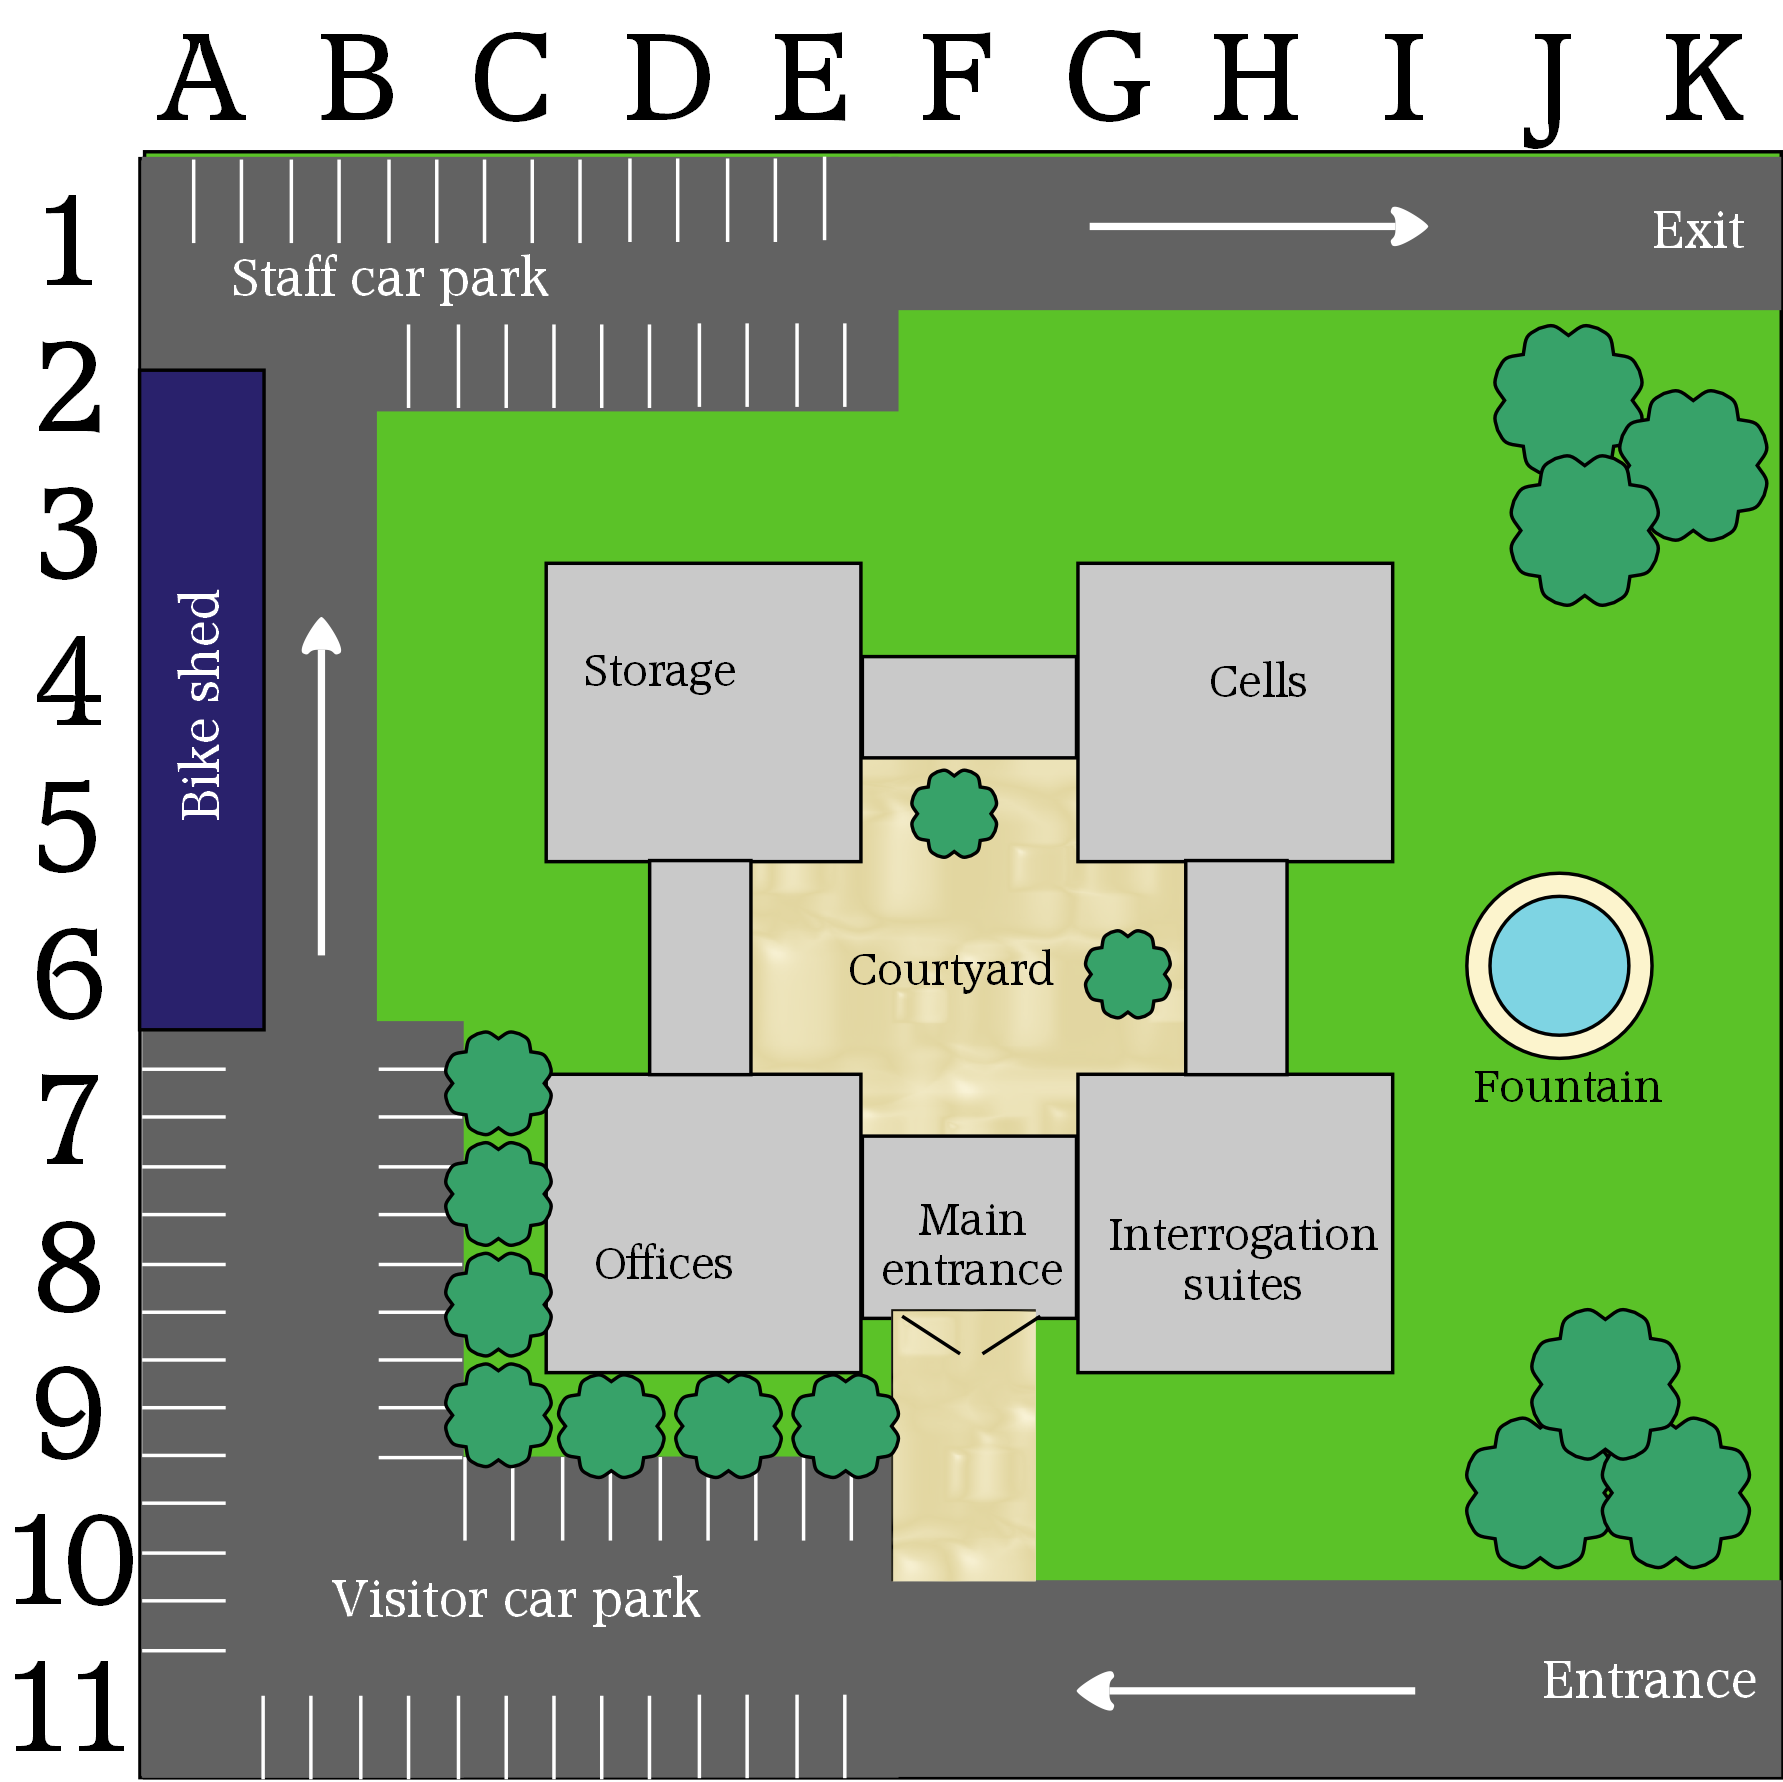 A B C D E F G H I J K
1
Exit
Staff car park
2
3
4
Storage
Cells
Bike shed
5
6
Courtyard
7
Fountain
8
Main
entrance
Interrogation
suites
Offices
9
10
Visitor car park
11
Entrance